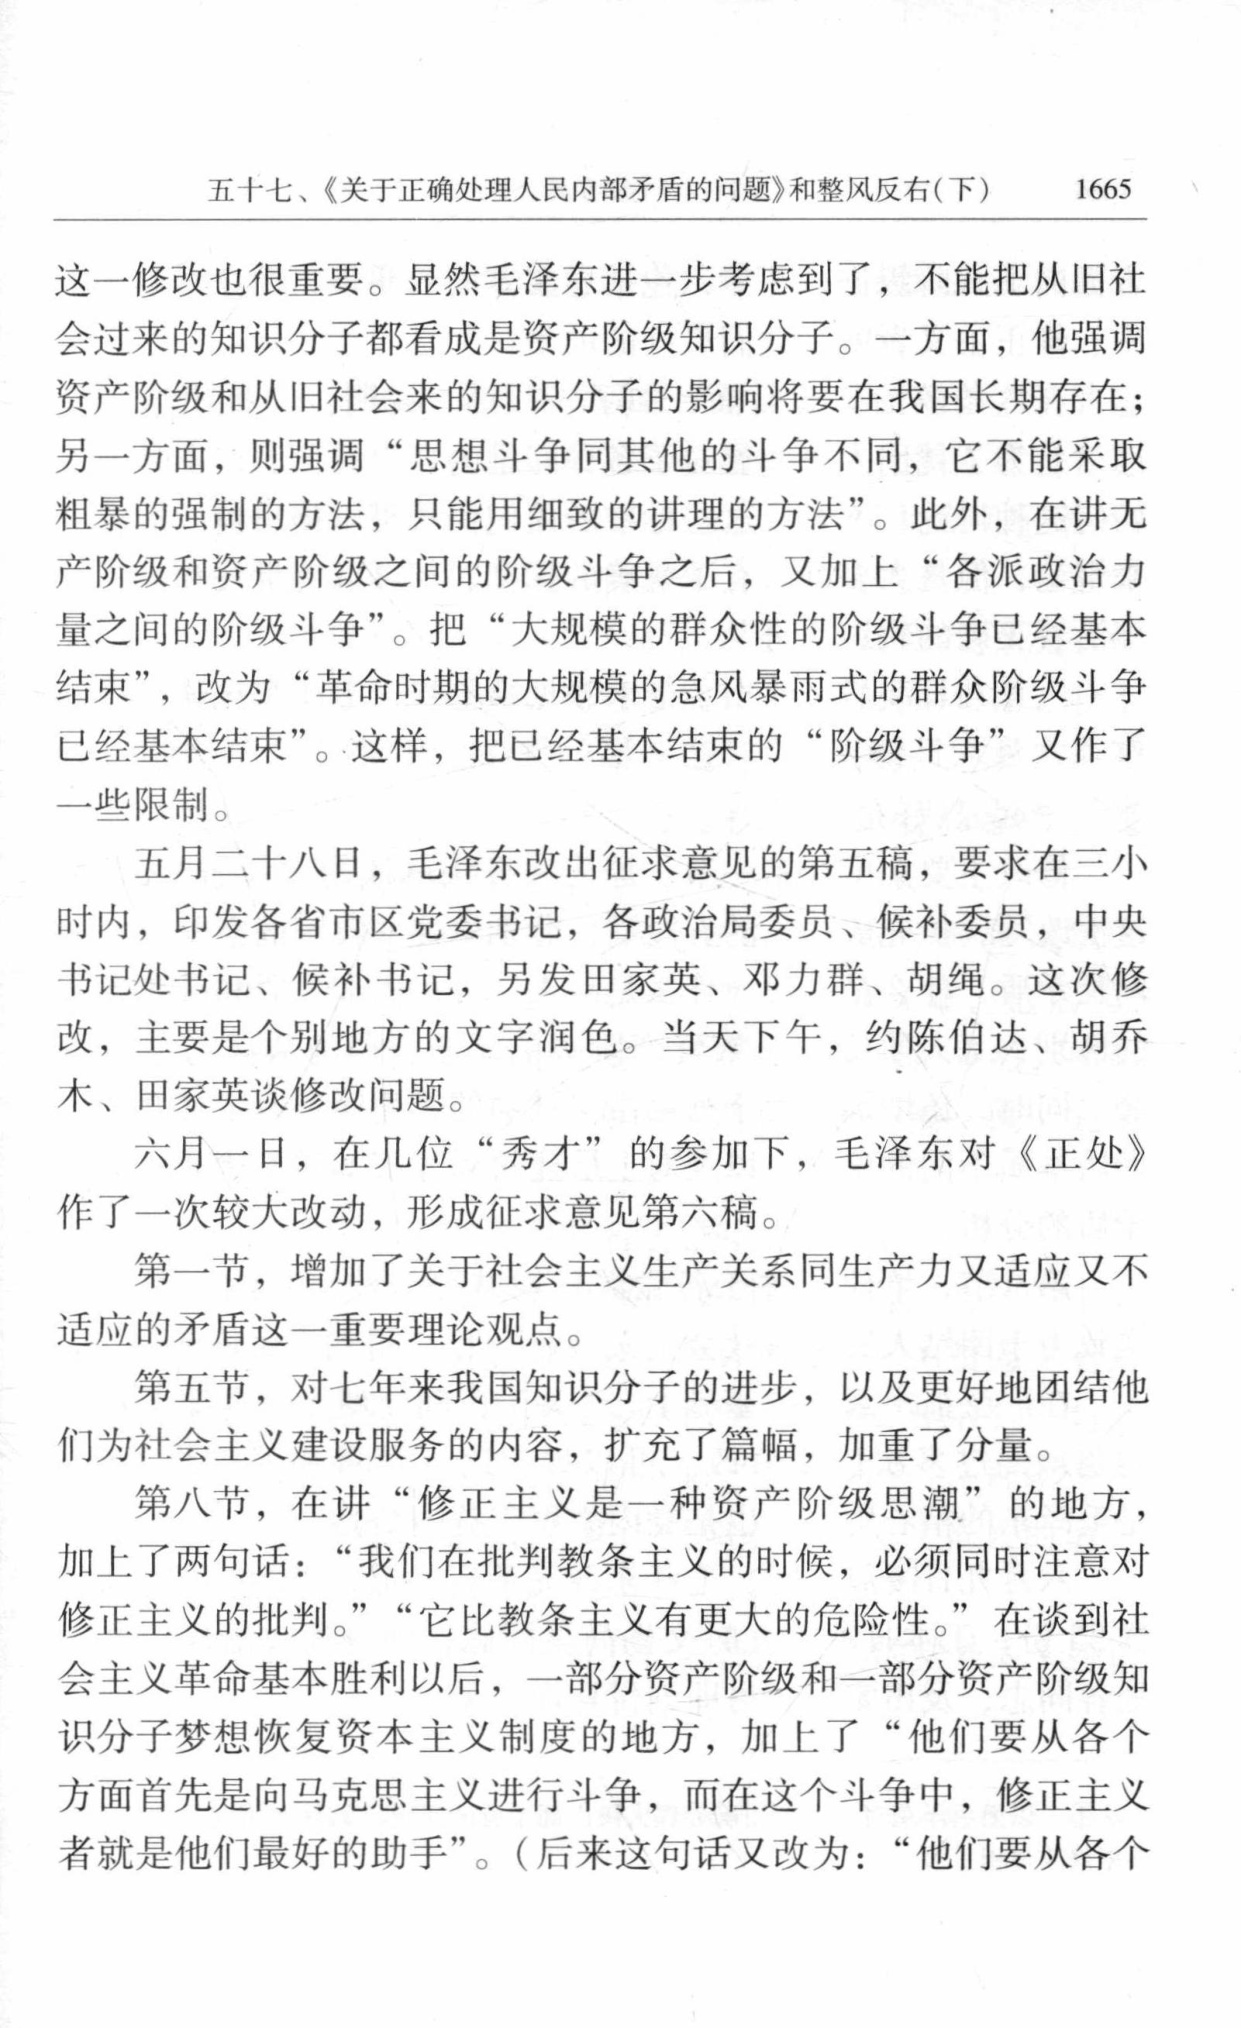 五十七、《关于正确处理人民内部矛盾的问题》和整风反右(下) 1665
这一修改也很重要。显然毛泽东进一步考虑到了，不能把从旧社
会过来的知识分子都看成是资产阶级知识分子。一方面，他强调
资产阶级和从旧社会来的知识分子的影响将要在我国长期存在；
另一方面，则强调“思想斗争同其他的斗争不同，它不能采取
粗暴的强制的方法，只能用细致的讲理的方法”。此外，在讲无
产阶级和资产阶级之间的阶级斗争之后，又加上“各派政治力
量之间的阶级斗争”。把“大规模的群众性的阶级斗争已经基本
结束”，改为“革命时期的大规模的急风暴雨式的群众阶级斗争
已经基本结束”。这样，把已经基本结束的“阶级斗争”又作了
一些限制。
五月二十八日，毛泽东改出征求意见的第五稿，要求在三小
时内，印发各省市区党委书记，各政治局委员、候补委员，中央
书记处书记、候补书记，另发田家英、邓力群、胡绳。这次修
改，主要是个别地方的文字润色。当天下午，约陈伯达、胡乔
木、田家英谈修改问题。
六月一日，在几位“秀才”的参加下，毛泽东对《正处》
作了一次较大改动，形成征求意见第六稿。
第一节，增加了关于社会主义生产关系同生产力又适应又不
适应的矛盾这一重要理论观点。
第五节，对七年来我国知识分子的进步，以及更好地团结他
们为社会主义建设服务的内容，扩充了篇幅，加重了分量。
第八节，在讲“修正主义是一种资产阶级思潮”的地方，
加上了两句话：“我们在批判教条主义的时候，必须同时注意对
修正主义的批判。”“它比教条主义有更大的危险性。”在谈到社
会主义革命基本胜利以后，一部分资产阶级和一部分资产阶级知
识分子梦想恢复资本主义制度的地方，加上了“他们要从各个
方面首先是向马克思主义进行斗争，而在这个斗争中，修正主义
者就是他们最好的助手”。（后来这句话又改为：“他们要从各个